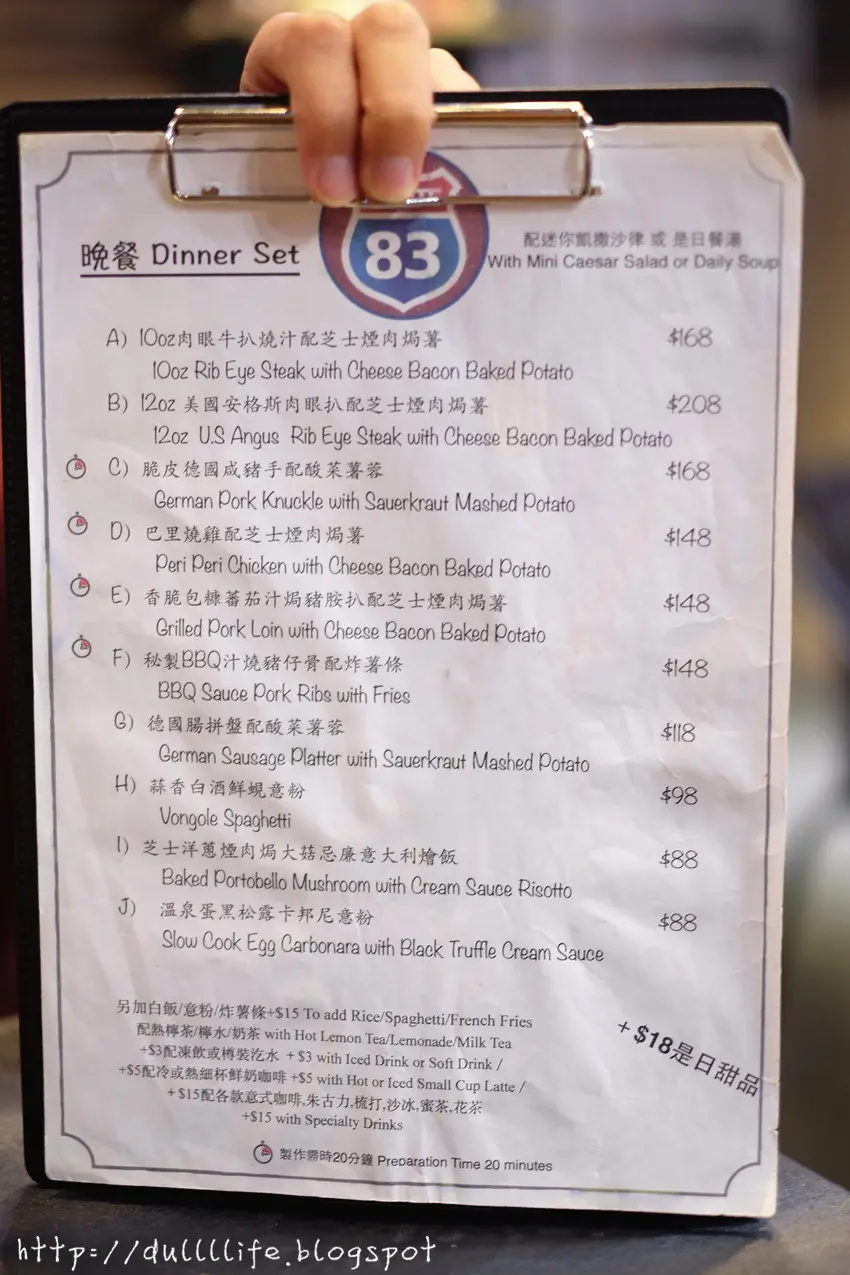 晚餐 Dinner Set
83
配迷你凱撒沙律 或 是日餐湯
With Mini Caesar Salad or Daily Soup
A) 10oz肉眼牛扒燒汁配芝士煙肉焗薯 $168
10oz Rib Eye Steak with Cheese Bacon Baked Potato
B) 12oz 美國安格斯肉眼扒配芝士煙肉焗薯 $208
12oz U.S Angus Rib Eye Steak with Cheese Bacon Baked Potato
C) 脆皮德國咸豬手配酸菜薯蓉 $168
German Pork Knuckle with Sauerkraut Mashed Potato
D) 巴里燒雞配芝士煙肉焗薯 $148
Peri Peri Chicken with Cheese Bacon Baked Potato
E) 香脆包糠蕃茄汁焗豬胺扒配芝士煙肉焗薯 $148
Grilled Pork Loin with Cheese Bacon Baked Potato
F) 秘製BBQ汁燒豬仔骨配炸薯條 $148
BBQ Sauce Pork Ribs with Fries
G) 德國腸拼盤配酸菜薯蓉 $118
German Sausage Platter with Sauerkraut Mashed Potato
H) 蒜香白酒鮮蜆意粉 $98
Vongole Spaghetti
I) 芝士洋蔥煙肉焗大菇忌廉意大利燴飯 $88
Baked Portobello Mushroom with Cream Sauce Risotto
J) 溫泉蛋黑松露卡邦尼意粉 $88
Slow Cook Egg Carbonara with Black Truffle Cream Sauce
另加白飯/意粉/炸薯條+$15 To add Rice/Spaghetti/French Fries
配熱檸茶/檸水/奶茶 with Hot Lemon Tea/Lemonade/Milk Tea
+$3配凍飲或樽裝汔水 + $3 with Iced Drink or Soft Drink /
+$5配冷或熱細杯鮮奶咖啡 +$5 with Hot or Iced Small Cup Latte /
+ $15配各款意式咖啡,朱古力,梳打,沙冰,蜜茶,花茶
+$15 with Specialty Drinks
+ $18是日甜品
製作需時20分鐘 Preparation Time 20 minutes
http://dullllife.blogspot